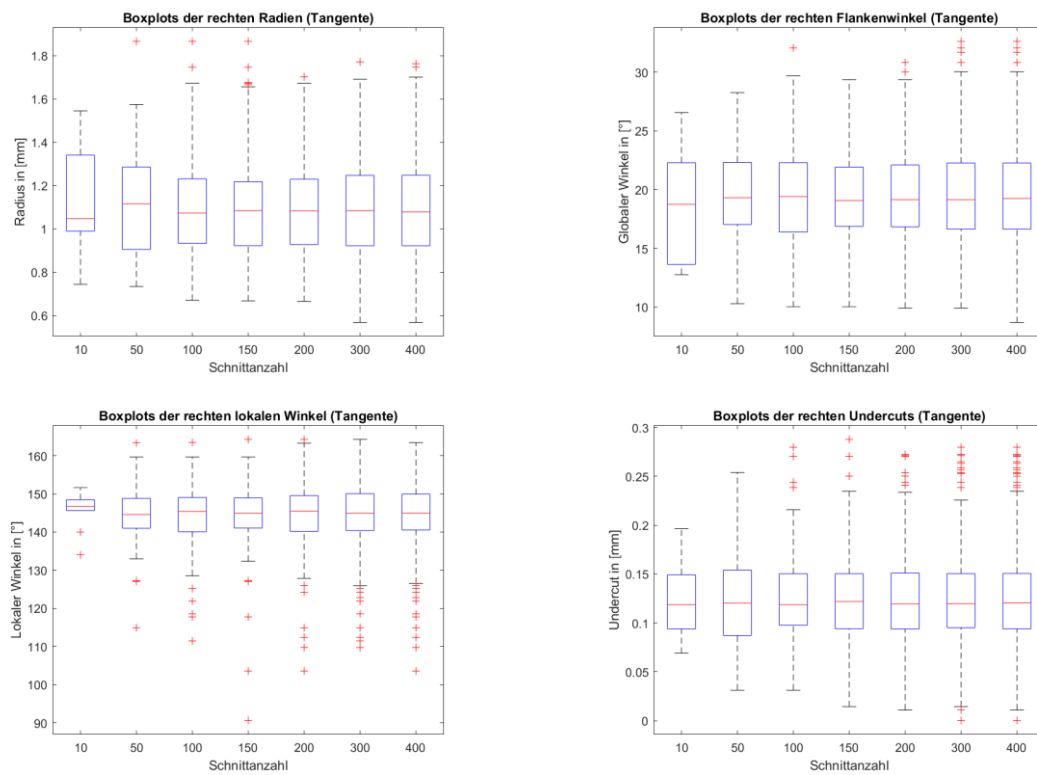 Boxplots der rechten Radien (Tangente)
1.8
1.6
1.4
1.2
1
0.8
0.6
Radius in [mm]
10 50 100 150 200 300 400
Schnittanzahl
Boxplots der rechten Flankenwinkel (Tangente)
30
25
20
15
10
Globaler Winkel in [°]
10 50 100 150 200 300 400
Schnittanzahl
Boxplots der rechten lokalen Winkel (Tangente)
160
150
140
130
120
110
100
90
Lokaler Winkel in [°]
10 50 100 150 200 300 400
Schnittanzahl
Boxplots der rechten Undercuts (Tangente)
0.3
0.25
0.2
0.15
0.1
0.05
0
Undercut in [mm]
10 50 100 150 200 300 400
Schnittanzahl